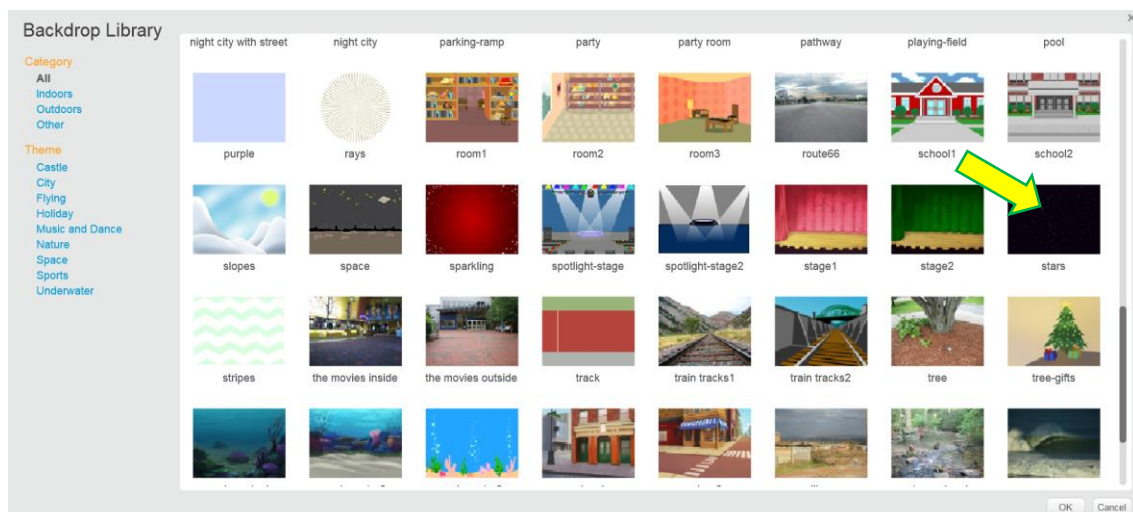 Backdrop Library
Category
All
Indoors
Outdoors
Other
Theme
Castle
City
Flying
Holiday
Music and Dance
Nature
Space
Sports
Underwater
night city with street night city parking-ramp party party room pathway playing-field pool
purple rays room1 room2 room3 route66 school1 school2
slopes space sparkling spotlight-stage spotlight-stage2 stage1 stage2 stars
stripes the movies inside the movies outside track train tracks1 train tracks2 tree tree-gifts
OK Cancel